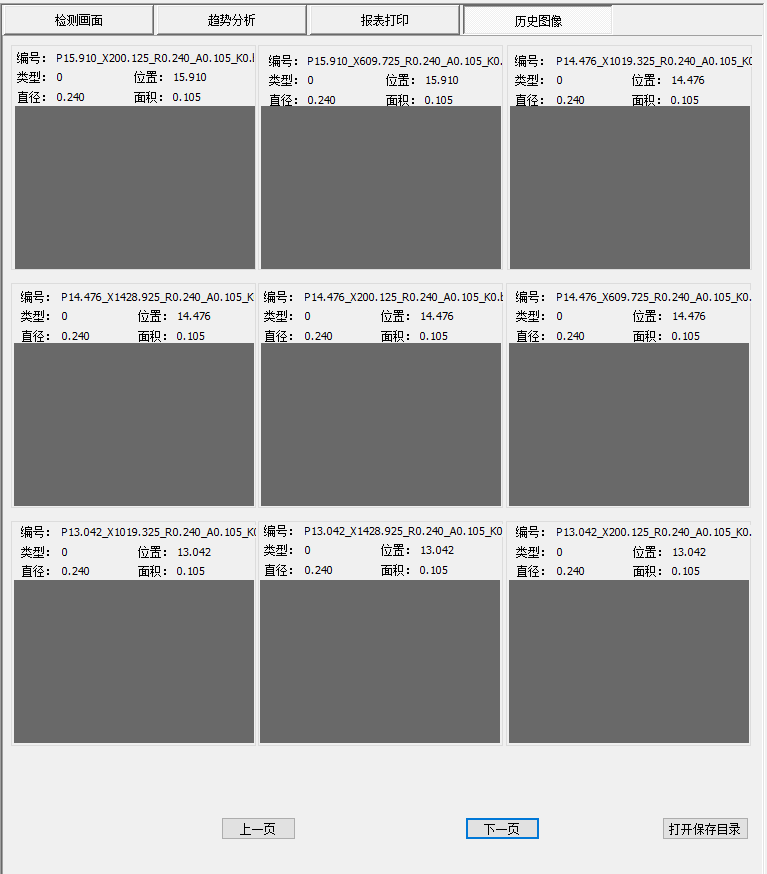 检测画面 趋势分析 报表打印 历史图像
编号： P15.910_X200.125_R0.240_A0.105_K0.
类型： 0 位置： 15.910
直径： 0.240 面积： 0.105
编号： P15.910_X609.725_R0.240_A0.105_K0.
类型： 0 位置： 15.910
直径： 0.240 面积： 0.105
编号： P14.476_X1019.325_R0.240_A0.105_K0
类型： 0 位置： 14.476
直径： 0.240 面积： 0.105
编号： P14.476_X1428.925_R0.240_A0.105_K
类型： 0 位置： 14.476
直径： 0.240 面积： 0.105
编号： P14.476_X200.125_R0.240_A0.105_K0.
类型： 0 位置： 14.476
直径： 0.240 面积： 0.105
编号： P14.476_X609.725_R0.240_A0.105_K0.
类型： 0 位置： 14.476
直径： 0.240 面积： 0.105
编号： P13.042_X1019.325_R0.240_A0.105_K0
类型： 0 位置： 13.042
直径： 0.240 面积： 0.105
编号： P13.042_X1428.925_R0.240_A0.105_K0
类型： 0 位置： 13.042
直径： 0.240 面积： 0.105
编号： P13.042_X200.125_R0.240_A0.105_K0.
类型： 0 位置： 13.042
直径： 0.240 面积： 0.105
上一页 下一页 打开保存目录